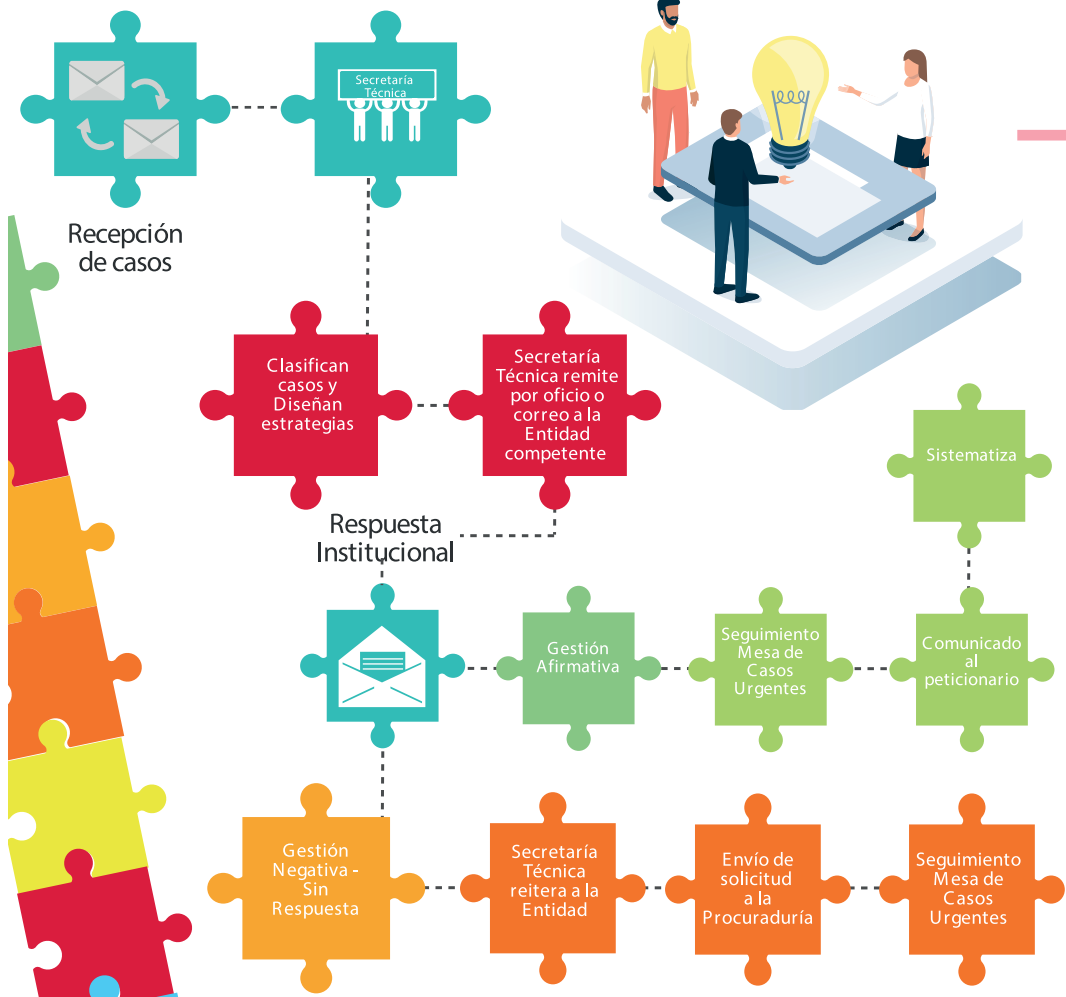 Secretaría
Técnica
Recepción
de casos
Clasifican
casos y
Diseñan
estrategias
Secretaría
Técnica remite
por oficio o
correo a la
Entidad
competente
Respuesta
Institucional
Sistematiza
Gestión
Afirmativa
Seguimiento
Mesa de
Casos
Urgentes
Comunicado
al
peticionario
Gestión
Negativa -
Sin
Respuesta
Secretaría
Técnica
reitera a la
Entidad
Envío de
solicitud
a la
Procuraduría
Seguimiento
Mesa de
Casos
Urgentes